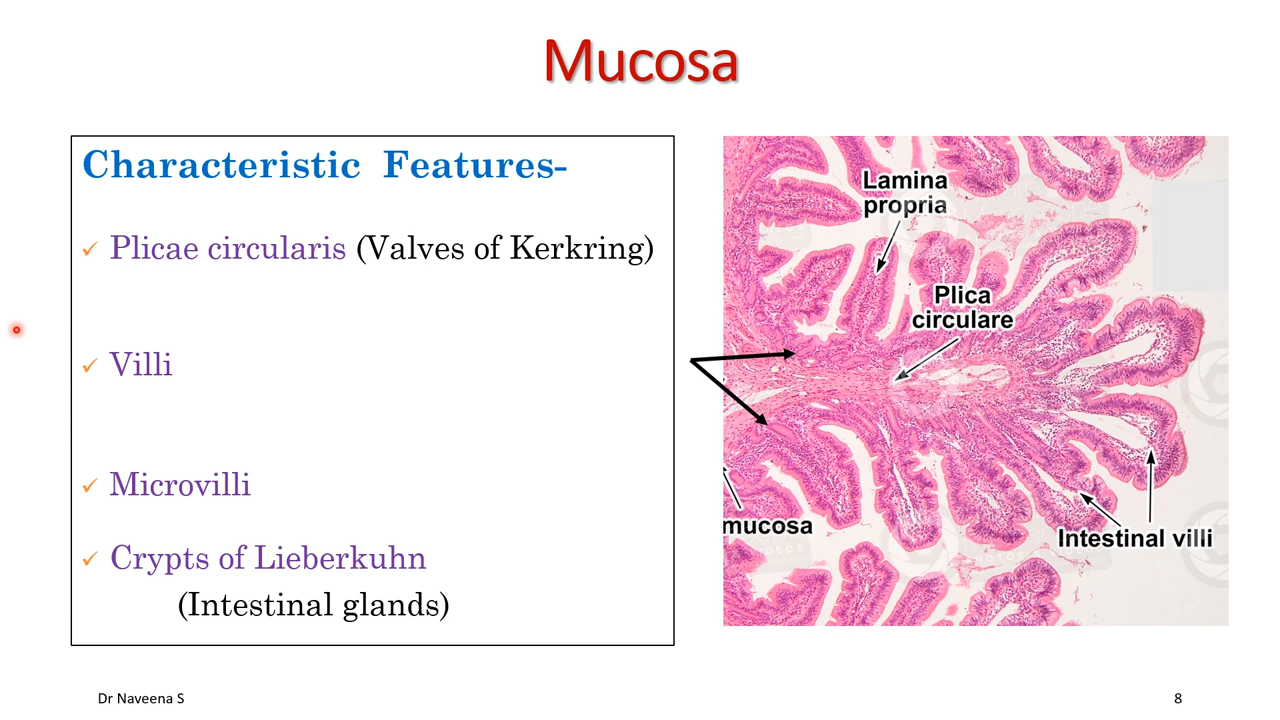 Mucosa
Characteristic Features-
✓ Plicae circularis (Valves of Kerkring)
✓ Villi
✓ Microvilli
✓ Crypts of Lieberkuhn
(Intestinal glands)
Lamina
propria
Plica
circulare
mucosa
Intestinal villi
Dr Naveena S
8